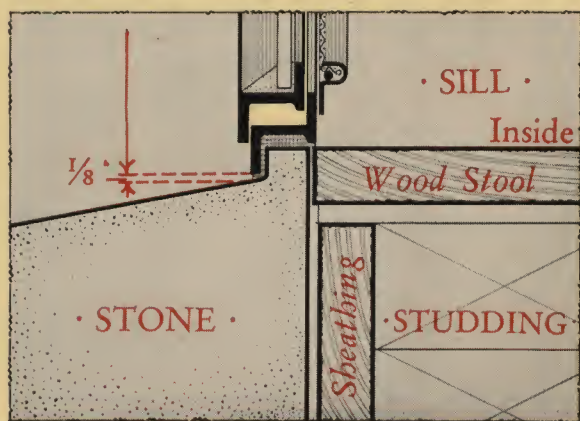 · SILL ·
Inside
1/8"
Wood Stool
· STONE ·
Sheathing
· STUDDING